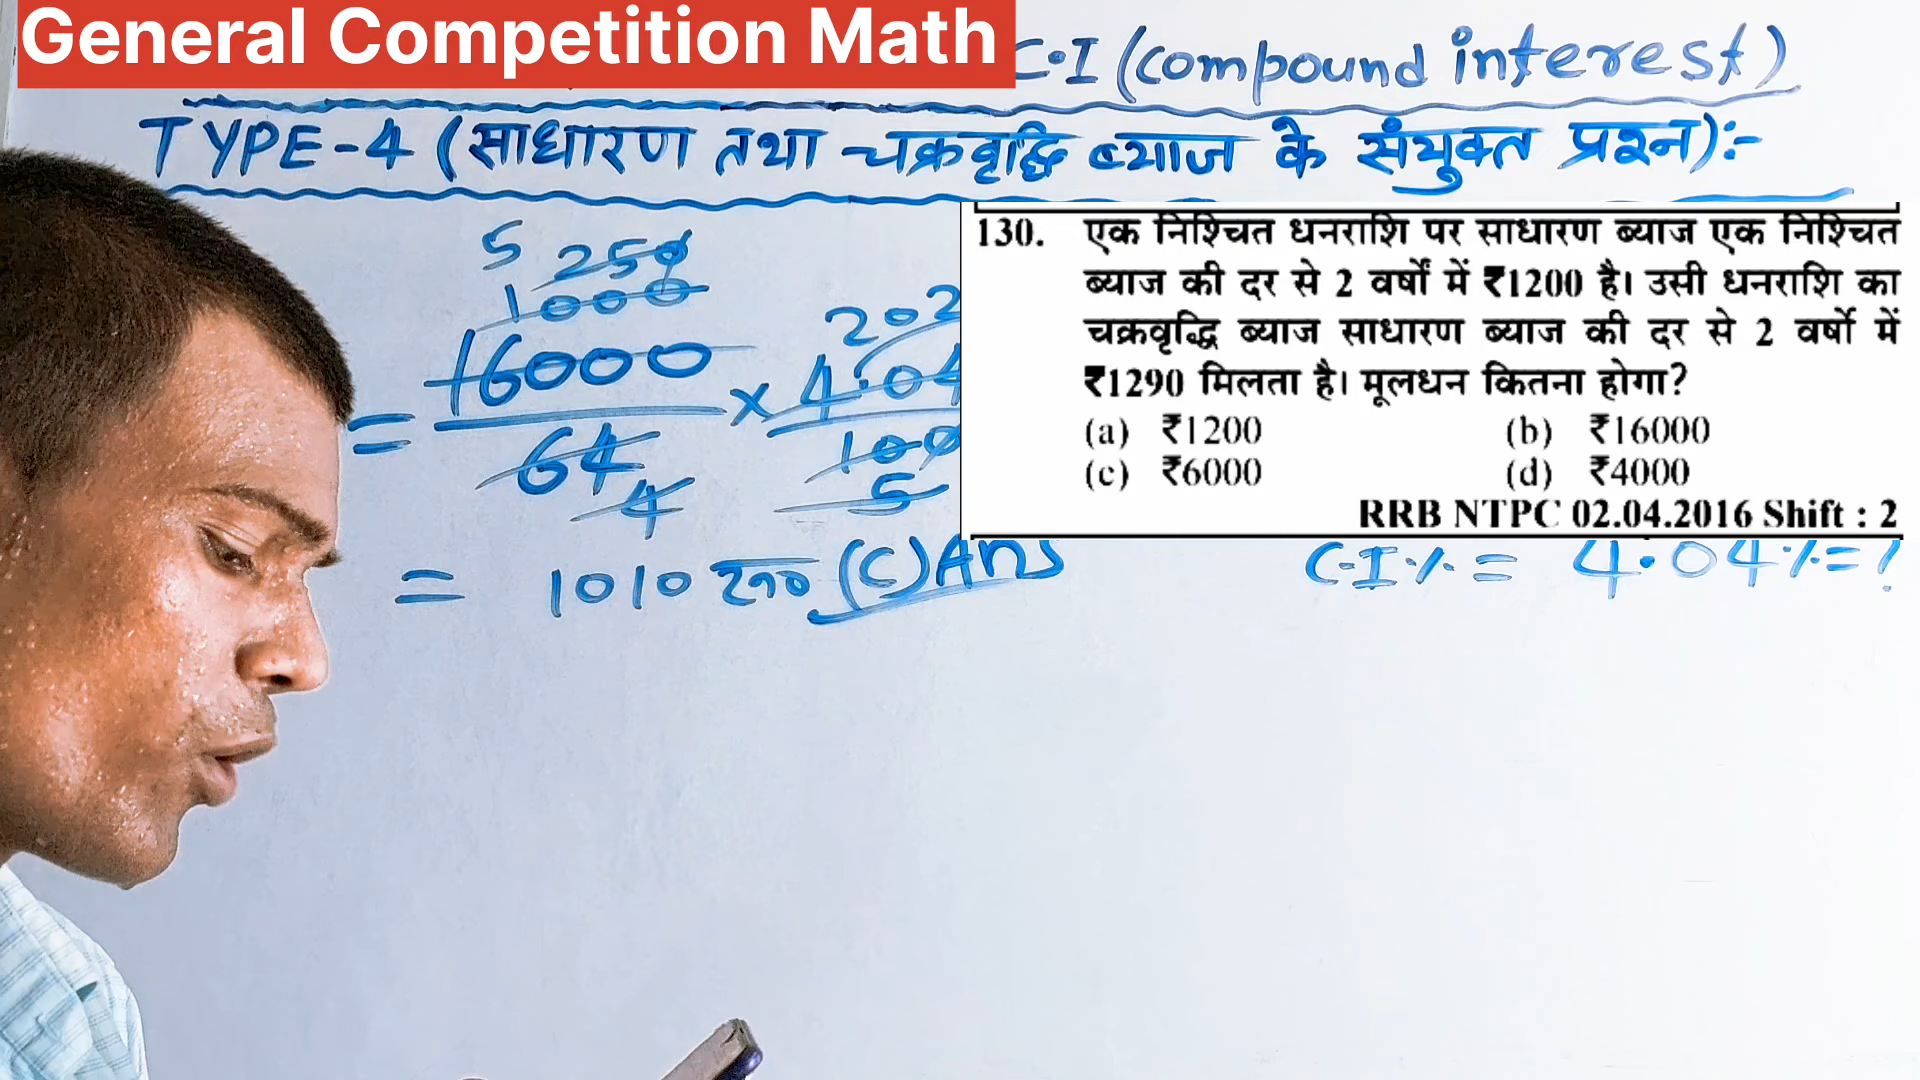 General Competition Math
C.I (compound interest)
TYPE-4 (साधारण तथा चक्रवृद्धि ब्याज के संयुक्त प्रश्न):-
5 250
1000
202
= 16000 × 4.04
64 100
4 5
= 1010 रू० (C) Ans
130. एक निश्चित धनराशि पर साधारण ब्याज एक निश्चित
ब्याज की दर से 2 वर्षों में ₹1200 है। उसी धनराशि का
चक्रवृद्धि ब्याज साधारण ब्याज की दर से 2 वर्षो में
₹1290 मिलता है। मूलधन कितना होगा?
(a) ₹1200 (b) ₹16000
(c) ₹6000 (d) ₹4000
RRB NTPC 02.04.2016 Shift : 2
C.I.% = 4.04% = ?